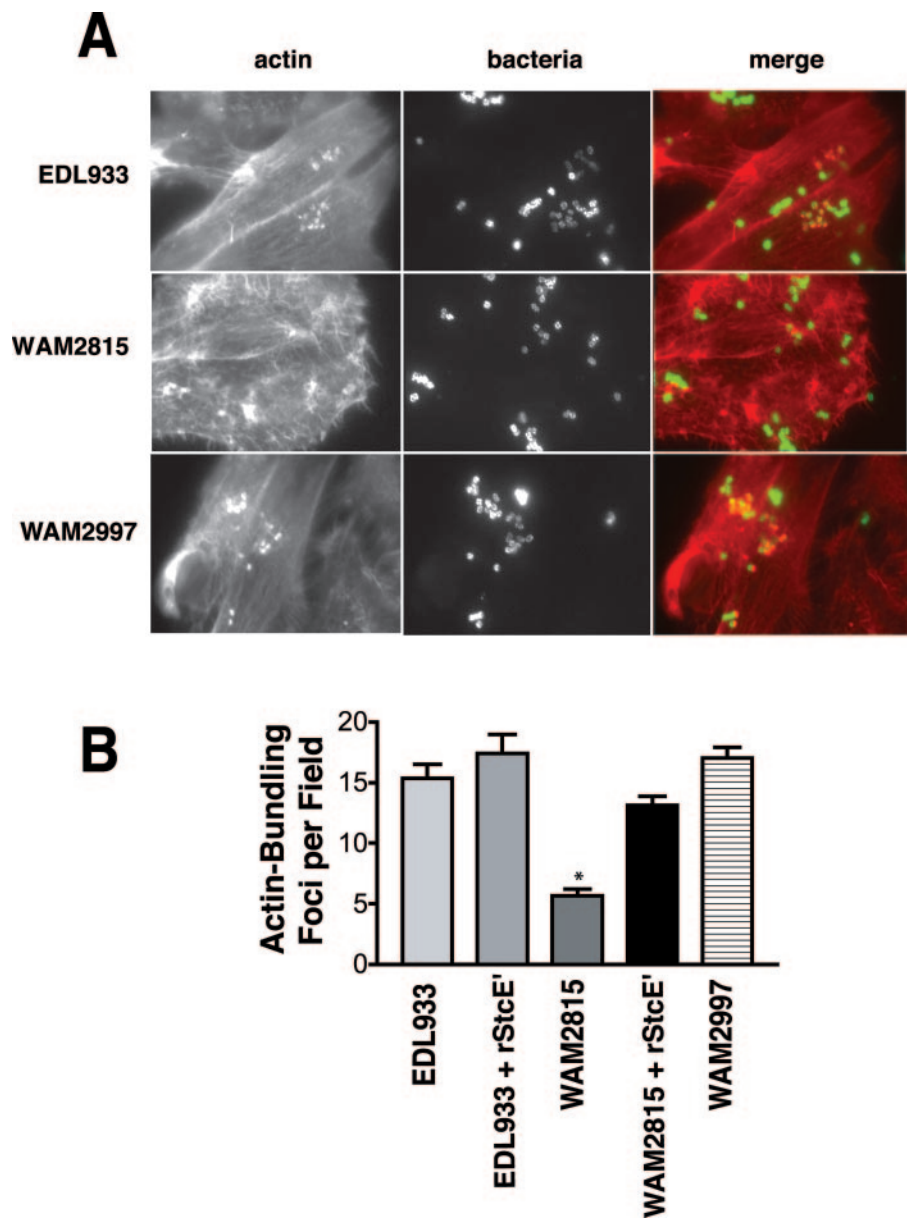 A
actin bacteria merge
EDL933
WAM2815
WAM2997
B
Actin-Bundling
Foci per Field
20
15
10
5
0
*
EDL933
EDL933 + rStcE'
WAM2815
WAM2815 + rStcE'
WAM2997